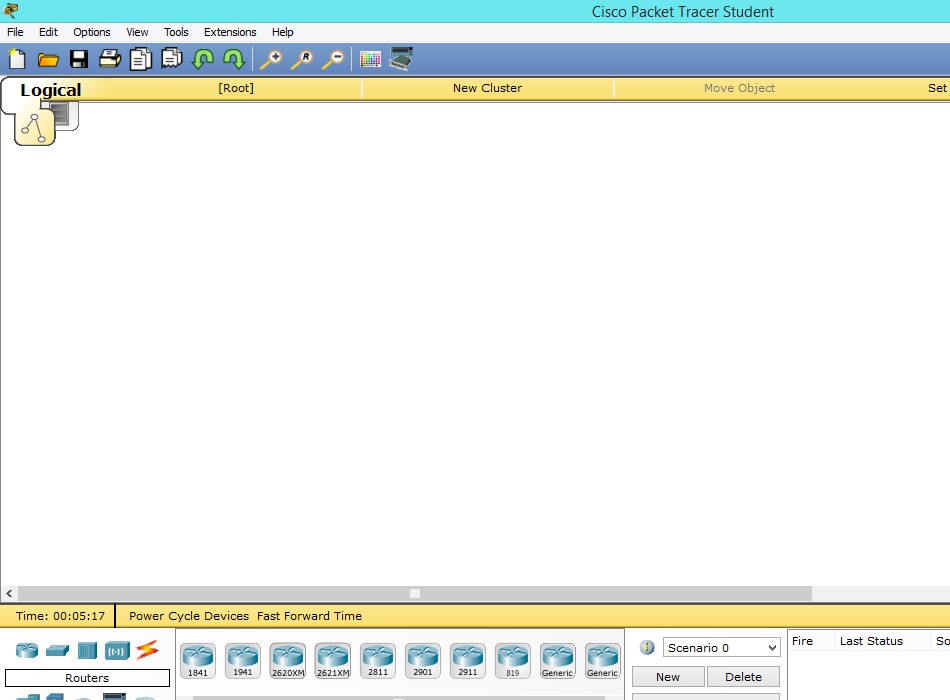 Cisco Packet Tracer Student
File Edit Options View Tools Extensions Help
Logical [Root] New Cluster Move Object Set
Time: 00:05:17 Power Cycle Devices Fast Forward Time
Scenario 0 Fire Last Status So
1841 1941 2620XM 2621XM 2811 2901 2911 819 Generic Generic
Routers New Delete